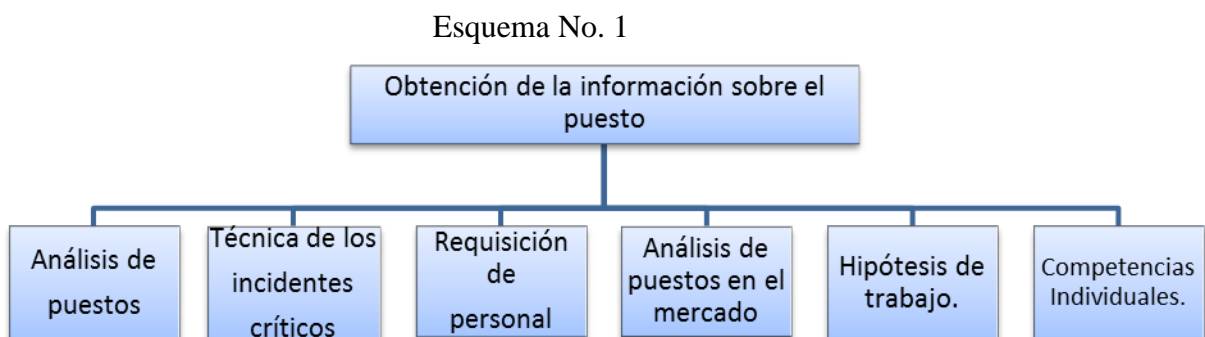 Esquema No. 1
Obtención de la información sobre el
puesto
Análisis de
puestos
Técnica de los
incidentes
críticos
Requisición
de
personal
Análisis de
puestos en el
mercado
Hipótesis de
trabajo.
Competencias
Individuales.